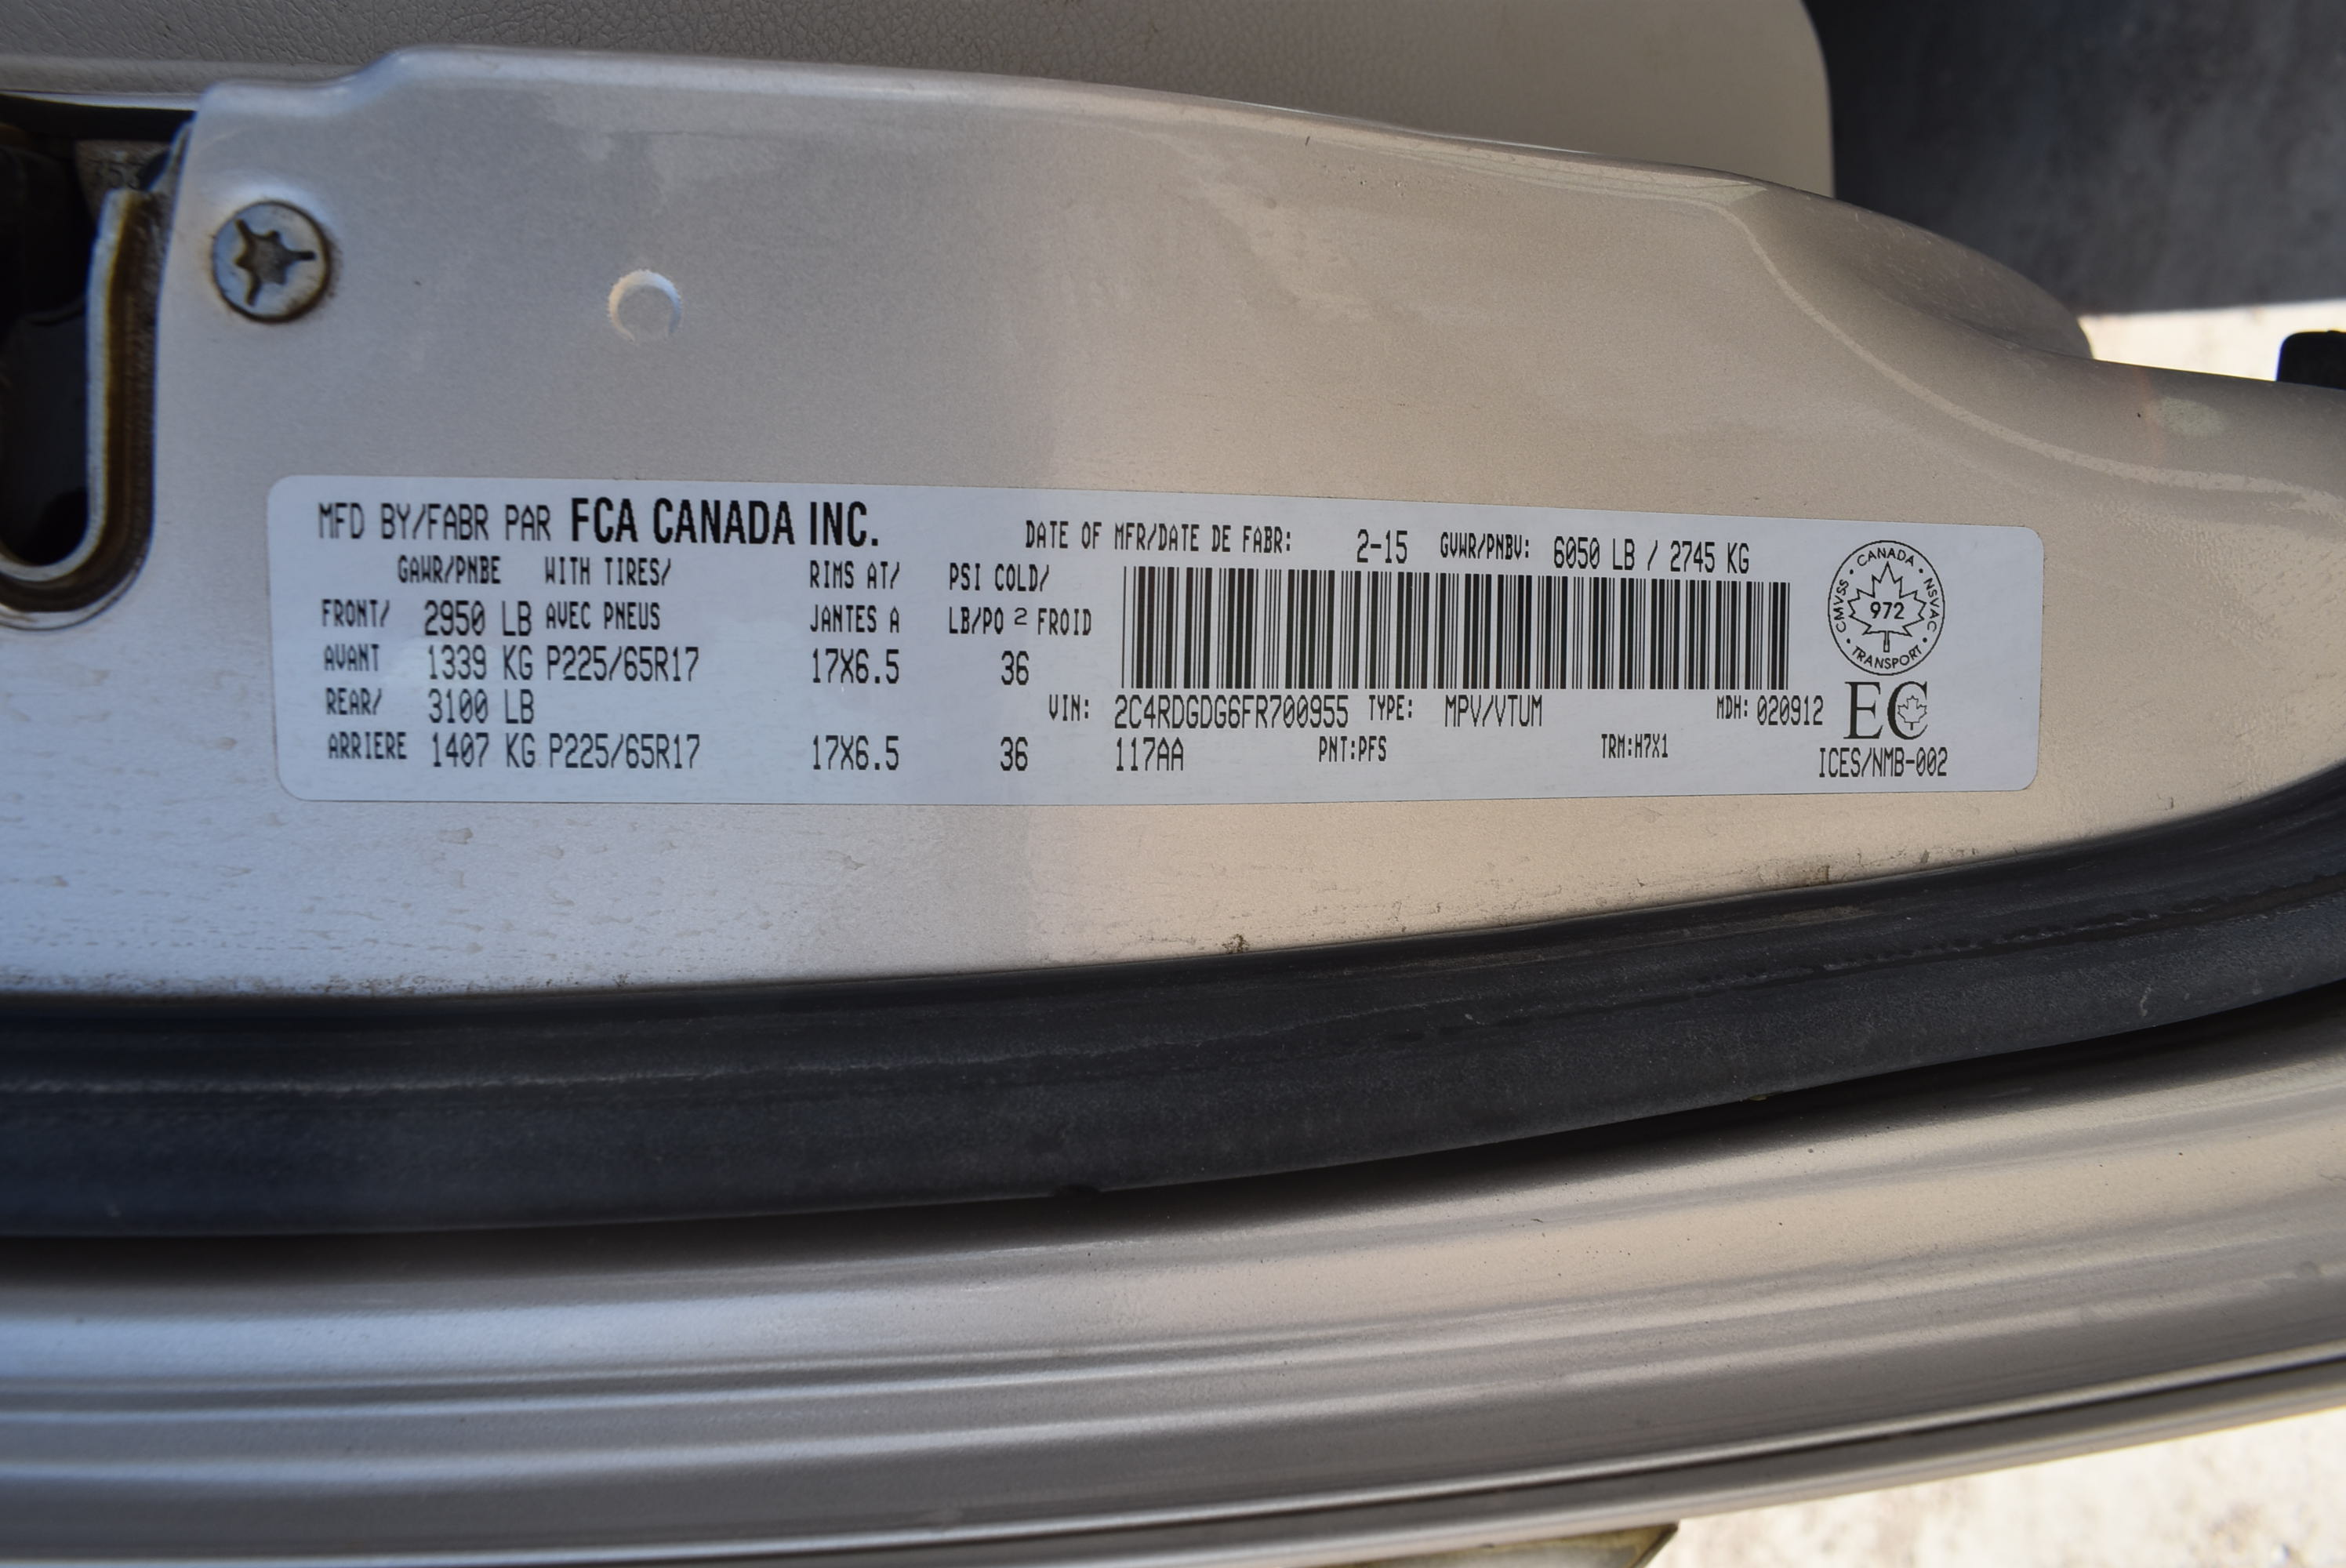 MFD BY/FABR PAR FCA CANADA INC.
DATE OF MFR/DATE DE FABR: 2-15 GVWR/PNBV: 6050 LB / 2745 KG
GAWR/PNBE WITH TIRES/ RIMS AT/ PSI COLD/
FRONT/ 2950 LB AVEC PNEUS JANTES A LB/PO 2 FROID
AVANT 1339 KG P225/65R17 17X6.5 36
REAR/ 3100 LB
ARRIERE 1407 KG P225/65R17 17X6.5 36
VIN: 2C4RDGDG6FR700955 TYPE: MPV/VTUM MDH: 020912
117AA PNT:PFS TRM:H7X1
CANADA • NSVAC • TRANSPORT • CMVSS •
972
EC
ICES/NMB-002